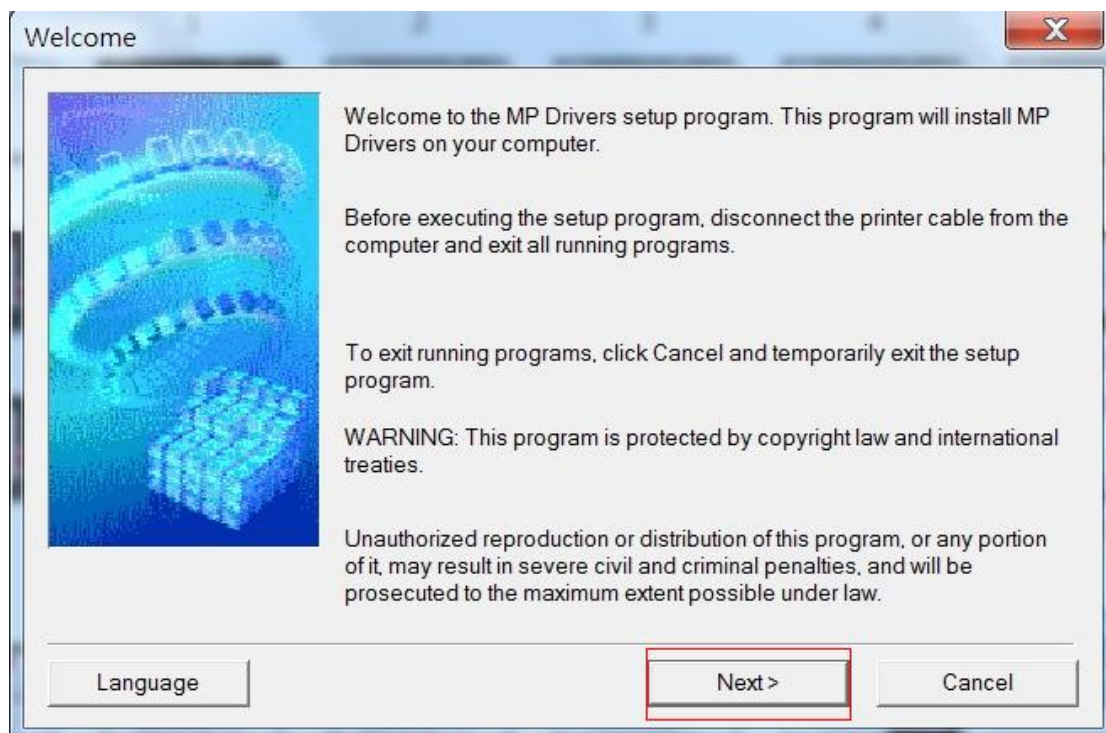 Welcome
Welcome to the MP Drivers setup program. This program will install MP
Drivers on your computer.
Before executing the setup program, disconnect the printer cable from the
computer and exit all running programs.
To exit running programs, click Cancel and temporarily exit the setup
program.
WARNING: This program is protected by copyright law and international
treaties.
Unauthorized reproduction or distribution of this program, or any portion
of it, may result in severe civil and criminal penalties, and will be
prosecuted to the maximum extent possible under law.
Language
Next >
Cancel